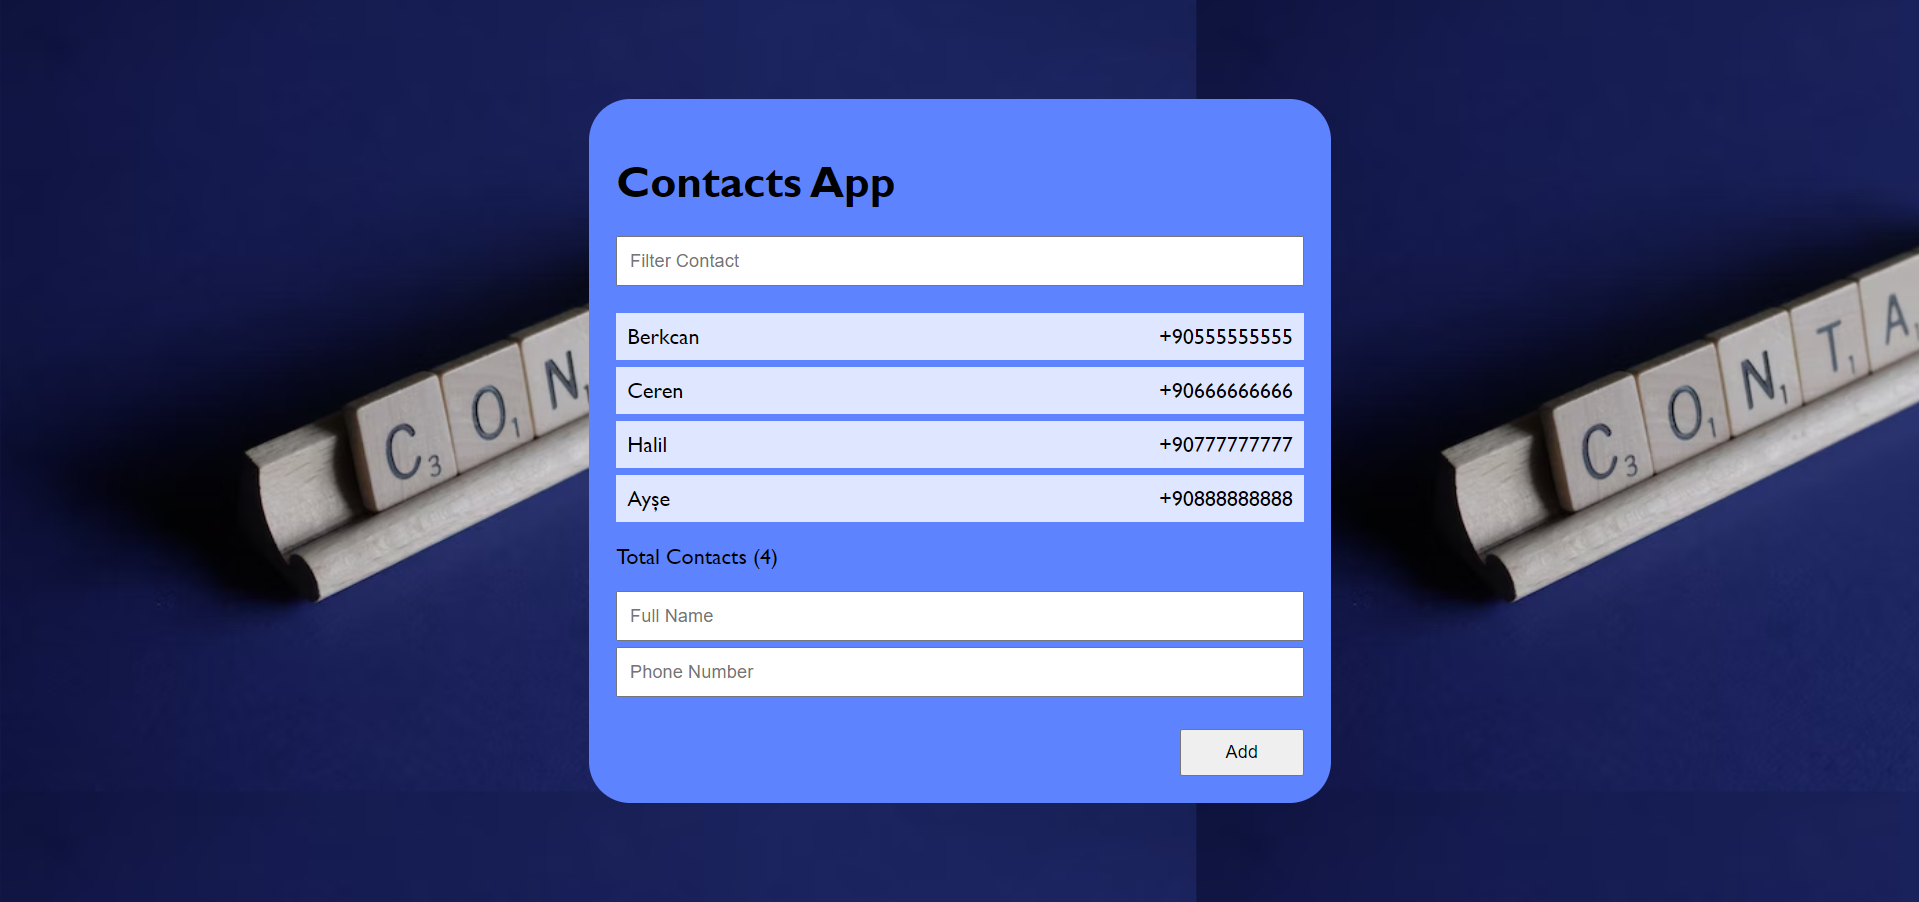 Contacts App
Filter Contact
Berkcan +90555555555
Ceren +90666666666
Halil +90777777777
Ayşe +90888888888
Total Contacts (4)
Full Name
Phone Number
Add
C3 O1 N1
C3 O1 N1 T1 A1